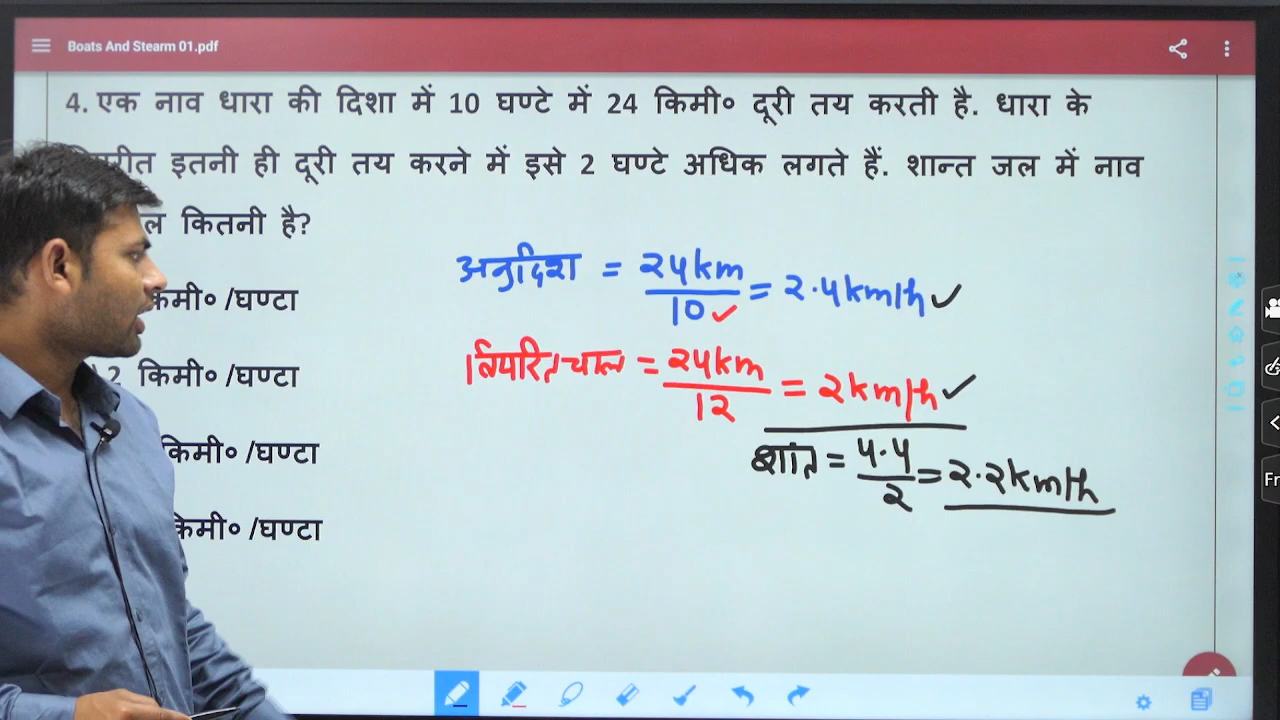 Boats And Stearm 01.pdf
4. एक नाव धारा की दिशा में 10 घण्टे में 24 किमी० दूरी तय करती है. धारा के
इतनी ही दूरी तय करने में इसे 2 घण्टे अधिक लगते हैं. शान्त जल में नाव
कितनी है?
किमी० /घण्टा
किमी० /घण्टा
किमी० /घण्टा
किमी० /घण्टा
अनुदिश = 24km/10 = 2.4km/h ✓
विपरित चाल = 24km/12 = 2km/h ✓
शांत = 4.4/2 = 2.2km/h
Fr